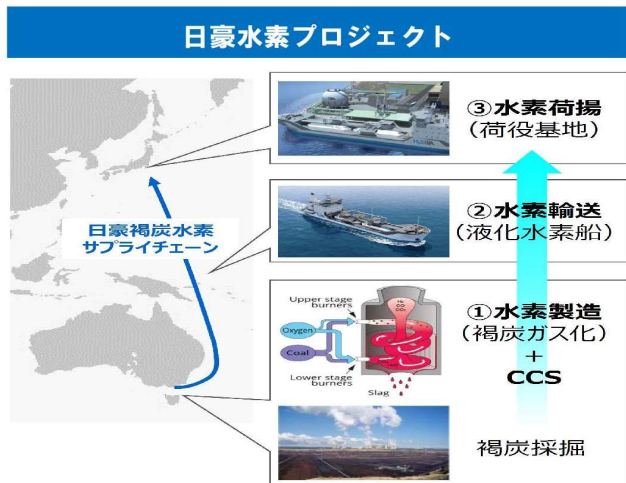 日豪水素プロジェクト
③水素荷揚
(荷役基地)
②水素輸送
(液化水素船)
日豪褐炭水素
サプライチェーン
①水素製造
(褐炭ガス化)
+
CCS
Upper stage
burners
H₂
CO
CO₂
Oxygen
Coal
Lower stage
burners
Slag
褐炭採掘